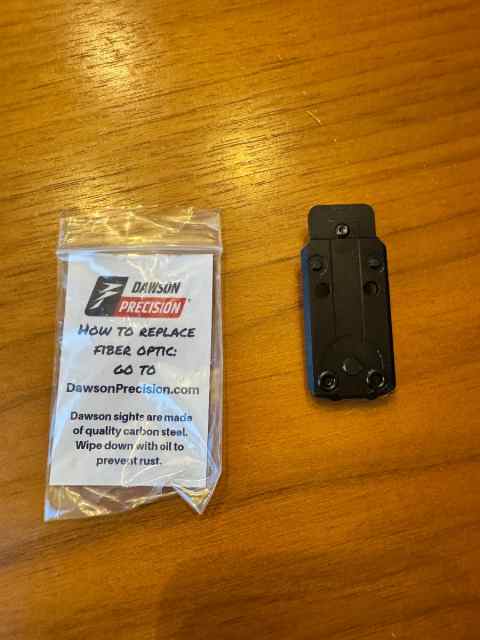 DAWSON
PRECISION
HOW TO REPLACE
FIBER OPTIC:
GO TO
DawsonPrecision.com
Dawson sights are made
of quality carbon steel.
Wipe down with oil to
prevent rust.